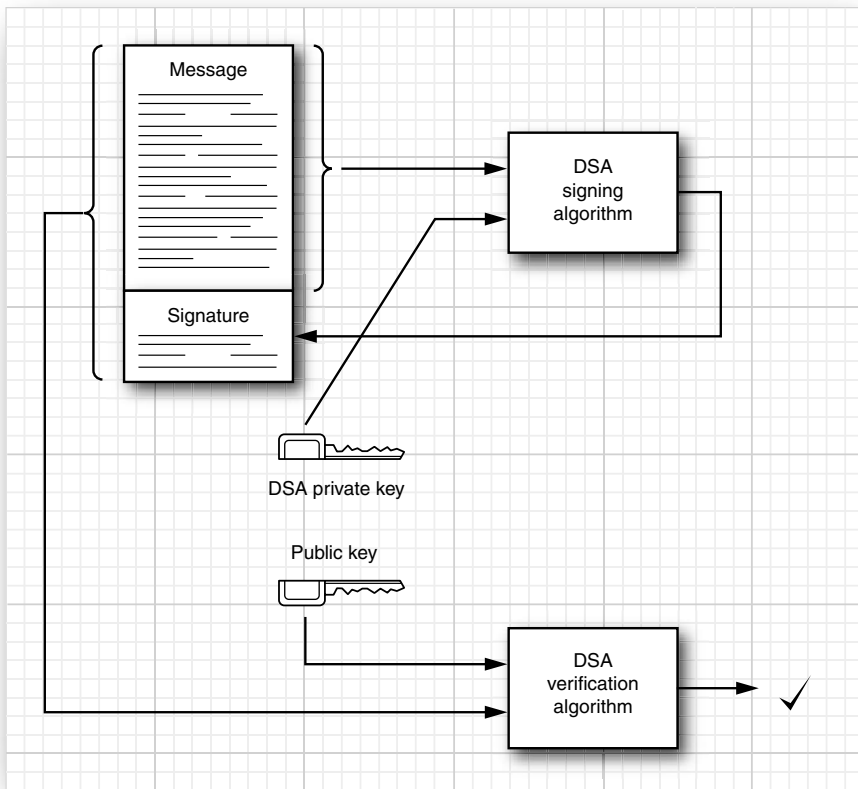 Message
DSA
signing
algorithm
Signature
DSA private key
Public key
DSA
verification
algorithm